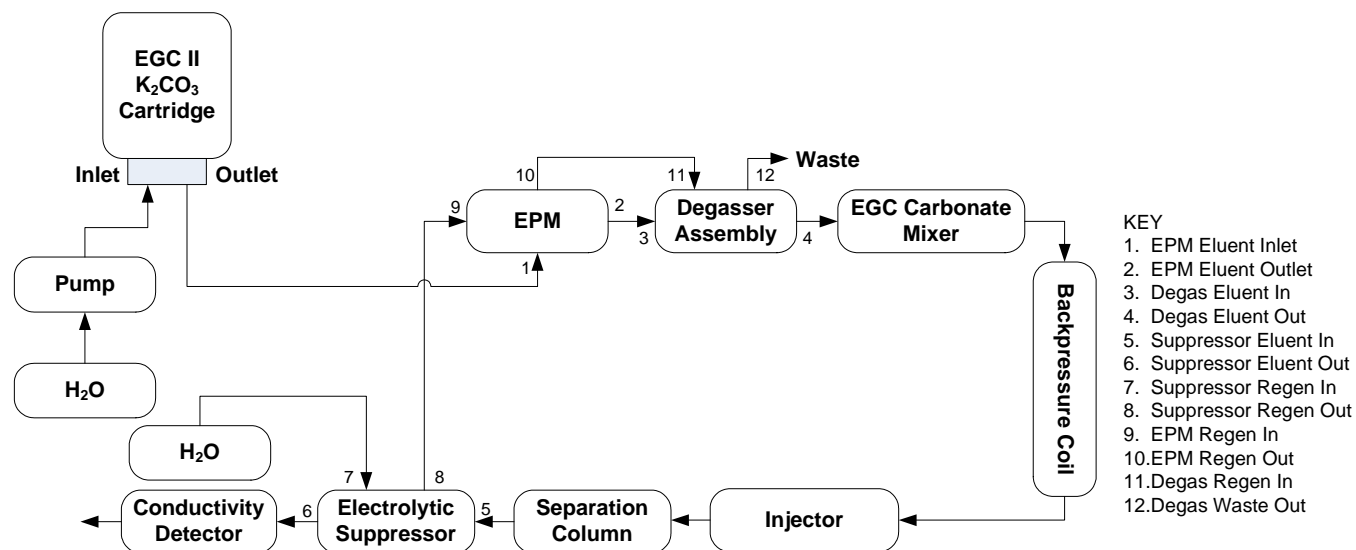 EGC II
K₂CO₃
Cartridge
Inlet
Outlet
Pump
H₂O
10
11
12
Waste
9
EPM
2
3
1
Degasser
Assembly
4
EGC Carbonate
Mixer
Backpressure Coil
H₂O
7
8
Conductivity
Detector
6
Electrolytic
Suppressor
5
Separation
Column
Injector
KEY
1. EPM Eluent Inlet
2. EPM Eluent Outlet
3. Degas Eluent In
4. Degas Eluent Out
5. Suppressor Eluent In
6. Suppressor Eluent Out
7. Suppressor Regen In
8. Suppressor Regen Out
9. EPM Regen In
10.EPM Regen Out
11.Degas Regen In
12.Degas Waste Out